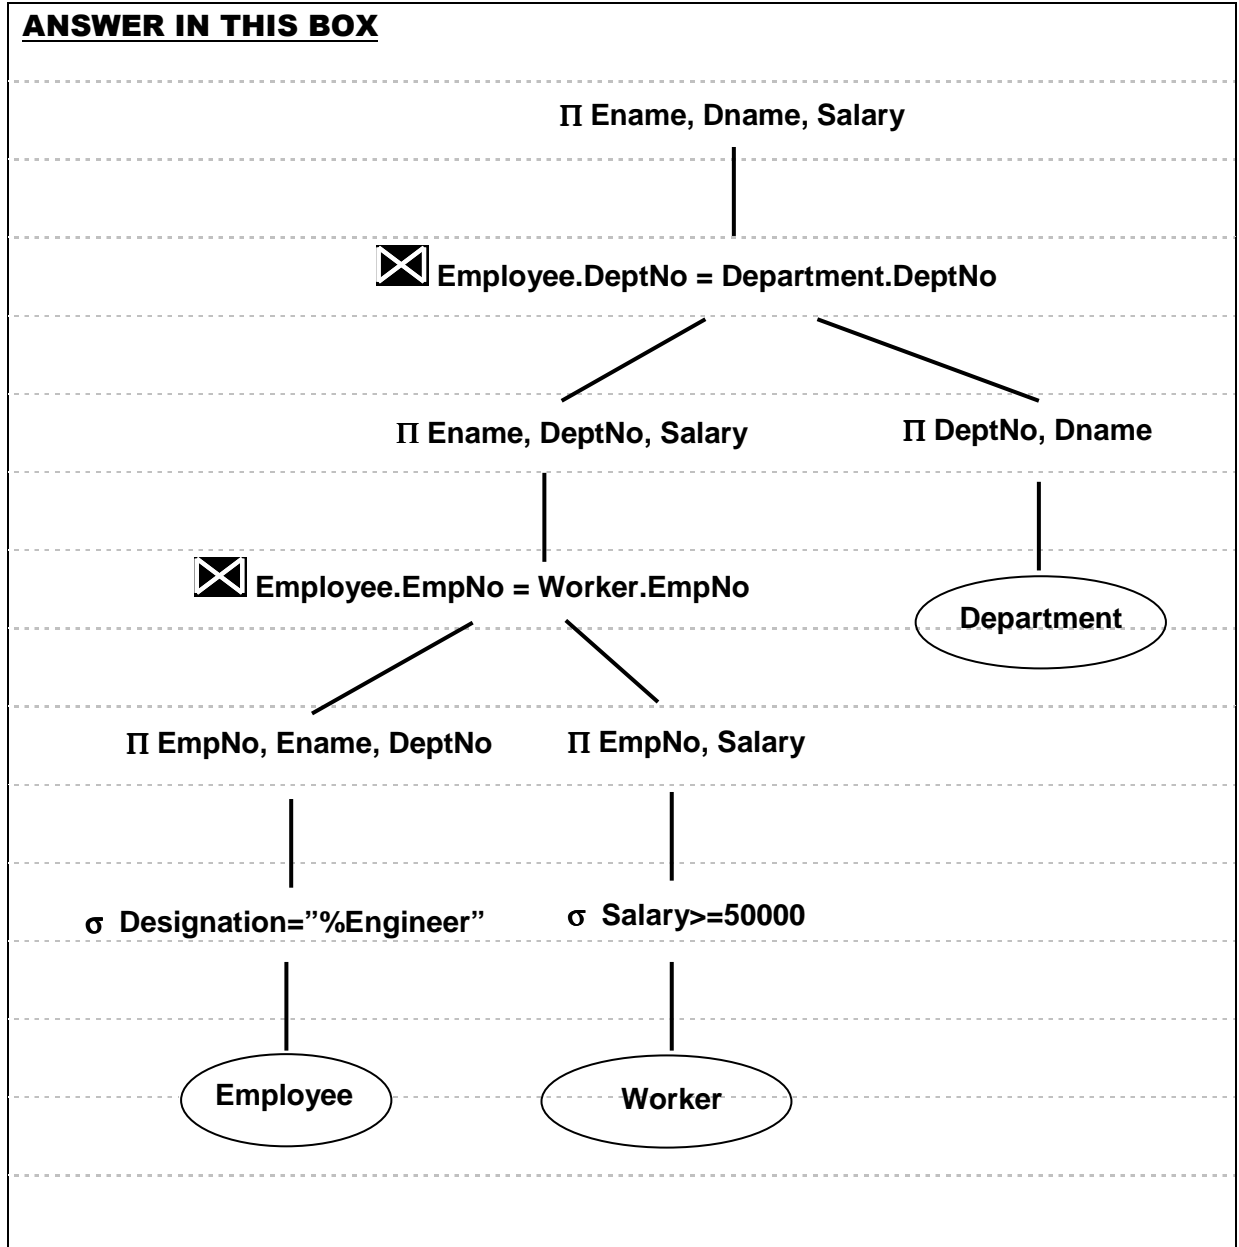 ANSWER IN THIS BOX
Π Ename, Dname, Salary
Employee.DeptNo = Department.DeptNo
Π Ename, DeptNo, Salary
Π DeptNo, Dname
Employee.EmpNo = Worker.EmpNo
Department
Π EmpNo, Ename, DeptNo
Π EmpNo, Salary
σ Designation=”%Engineer”
σ Salary>=50000
Employee
Worker